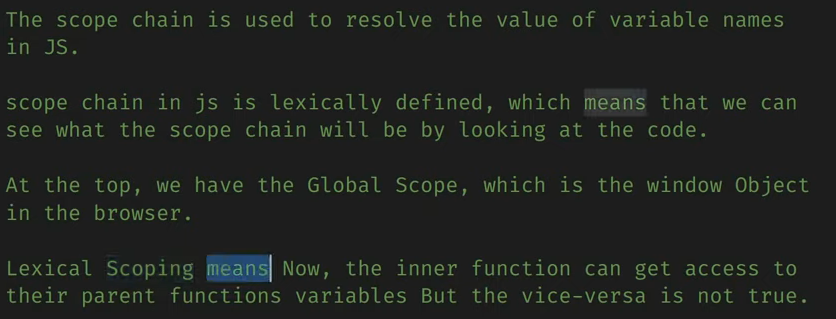 The scope chain is used to resolve the value of variable names
in JS.
scope chain in js is lexically defined, which means that we can
see what the scope chain will be by looking at the code.
At the top, we have the Global Scope, which is the window Object
in the browser.
Lexical Scoping means Now, the inner function can get access to
their parent functions variables But the vice-versa is not true.